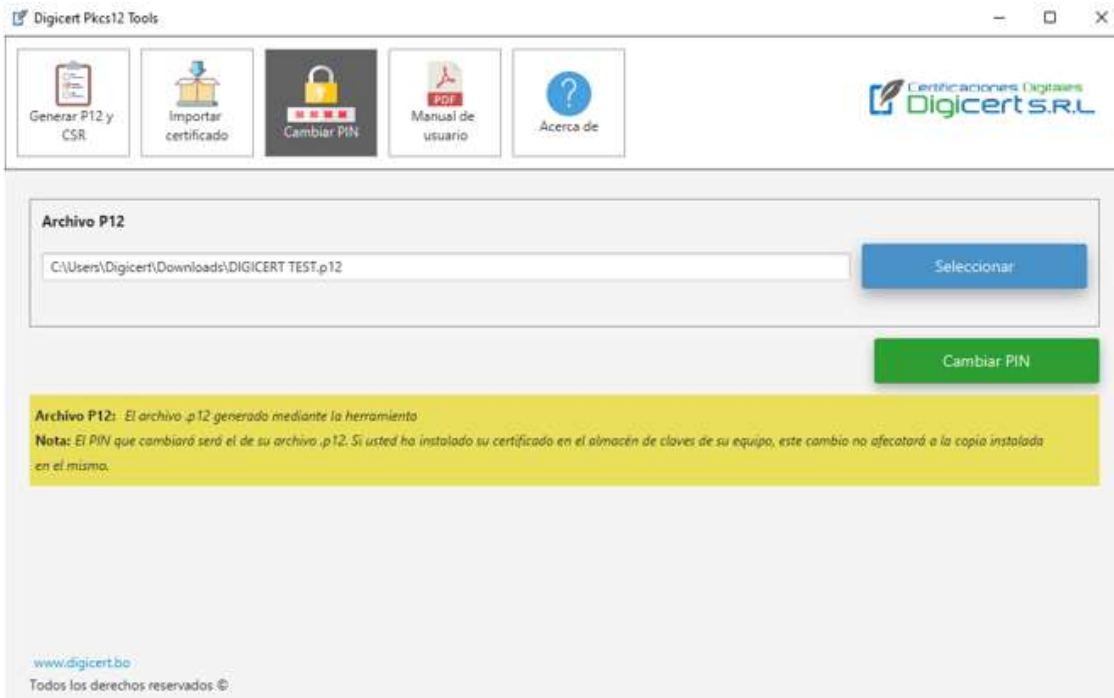 Digicert Pkcs12 Tools
Generar P12 y
CSR
Importar
certificado
Cambiar PIN
PDF
Manual de
usuario
?
Acerca de
Certificaciones Digitales
Digicert S.R.L
Archivo P12
C:\Users\Digicert\Downloads\DIGICERT TEST.p12
Seleccionar
Cambiar PIN
Archivo P12: El archivo .p12 generado mediante la herramiento
Nota: El PIN que cambiará será el de su archivo .p12. Si usted ha instalado su certificado en el almacén de claves de su equipo, este cambio no afecatará a la copia instalada
en el mismo.
www.digicert.bo
Todos los derechos reservados ©